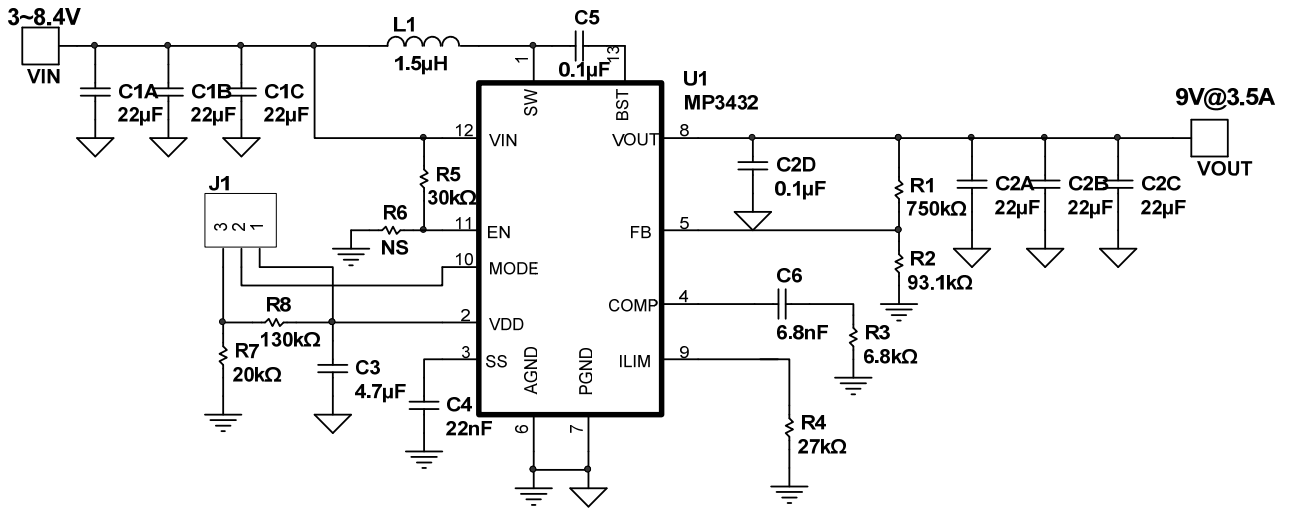 3~8.4V
VIN
C1A
22µF
C1B
22µF
C1C
22µF
L1
1.5µH
C5
0.1µF
1
13
SW
BST
U1
MP3432
12
VIN
VOUT
8
9V@3.5A
VOUT
C2D
0.1µF
R1
750kΩ
C2A
22µF
C2B
22µF
C2C
22µF
R5
30kΩ
J1
3
2
1
R6
NS
11
EN
FB
5
R2
93.1kΩ
10
MODE
C6
6.8nF
COMP
4
R3
6.8kΩ
R8
130kΩ
2
VDD
R7
20kΩ
3
SS
AGND
PGND
ILIM
9
C3
4.7µF
C4
22nF
6
7
R4
27kΩ